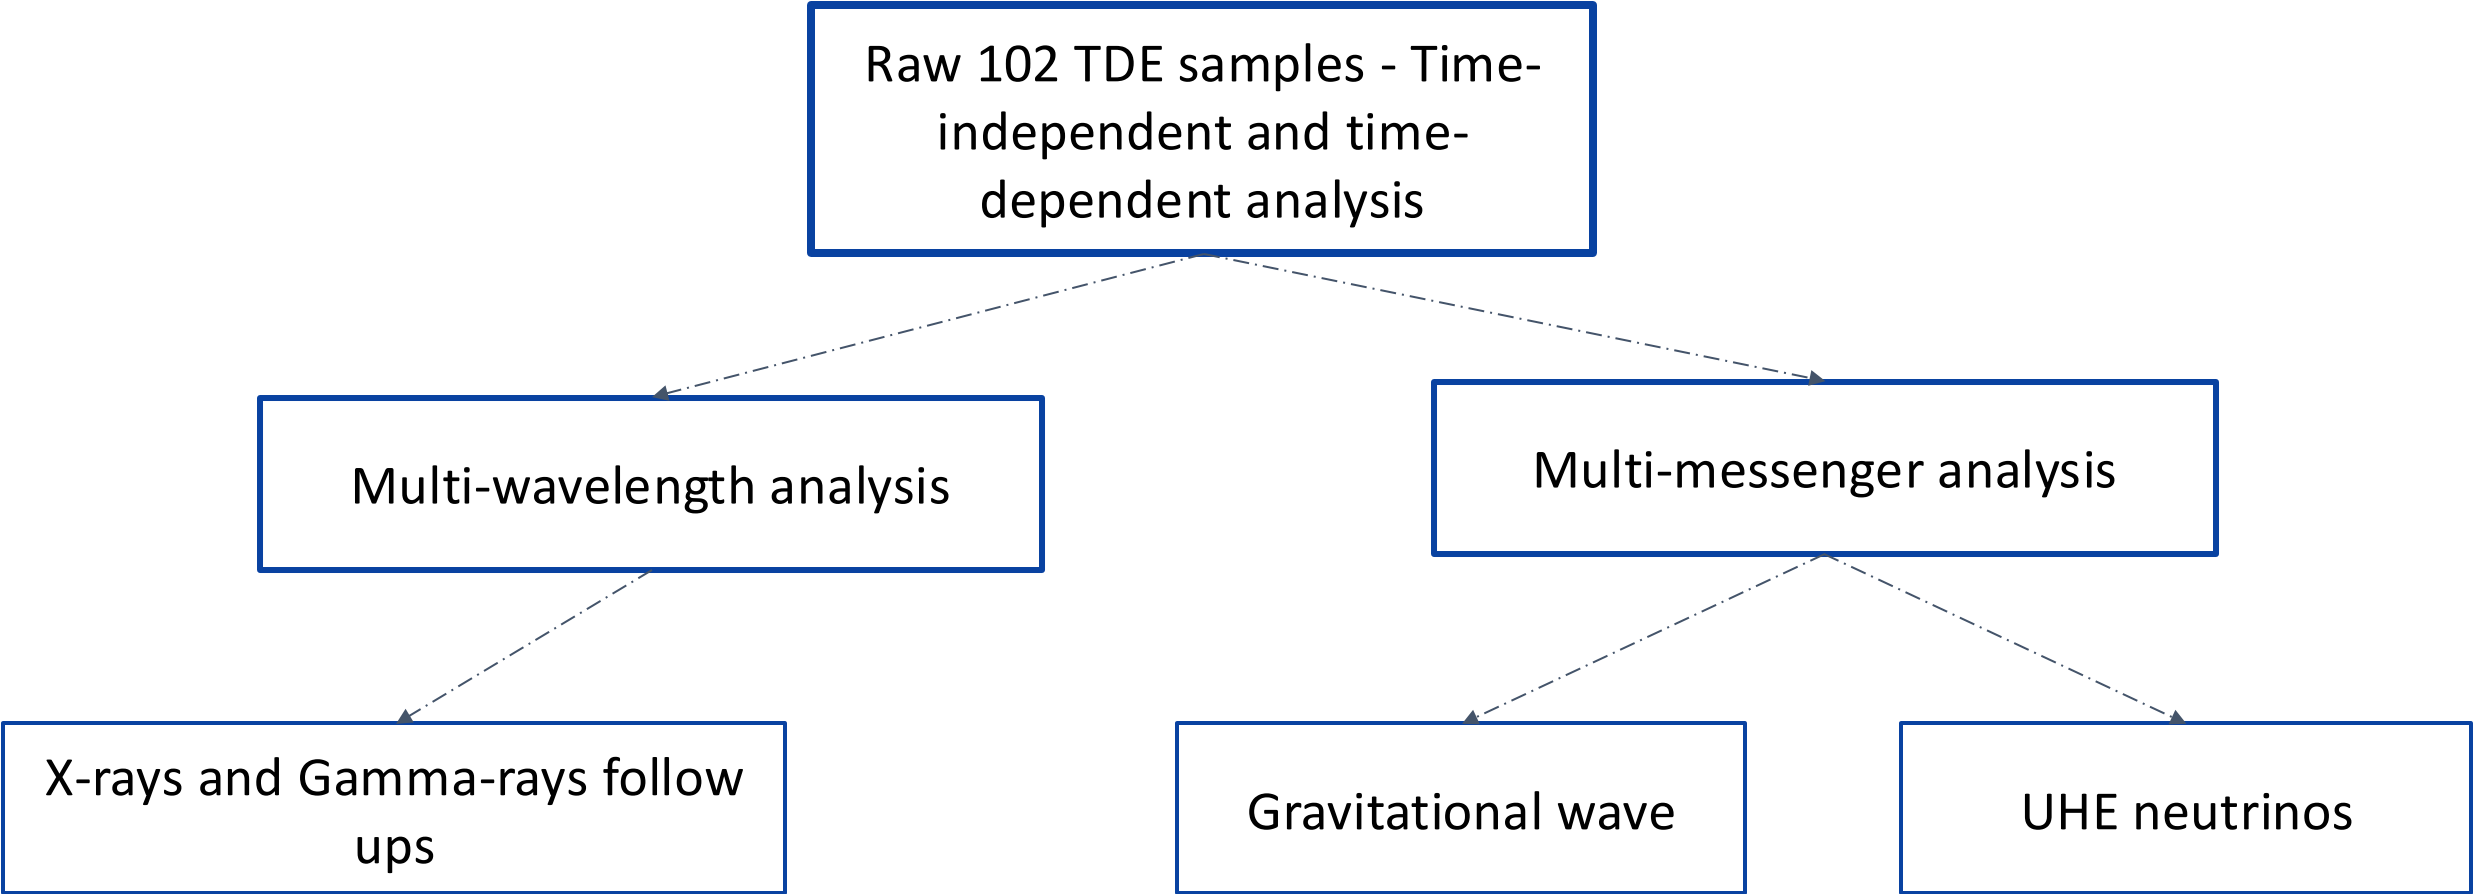 Raw 102 TDE samples - Time-
independent and time-
dependent analysis
Multi-wavelength analysis
Multi-messenger analysis
X-rays and Gamma-rays follow
ups
Gravitational wave
UHE neutrinos